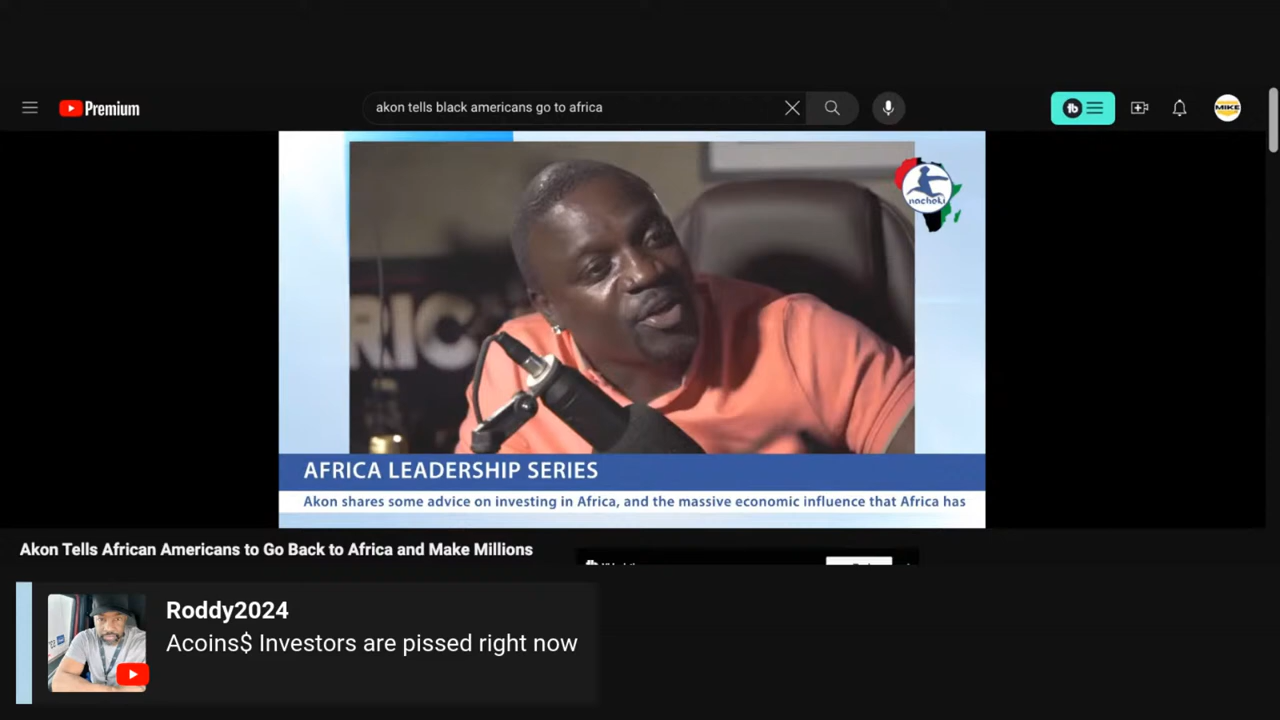 Premium
akon tells black americans go to africa
MIKE
nachoki
RIC
AFRICA LEADERSHIP SERIES
Akon shares some advice on investing in Africa, and the massive economic influence that Africa has
Akon Tells African Americans to Go Back to Africa and Make Millions
Roddy2024
Acoins$ Investors are pissed right now